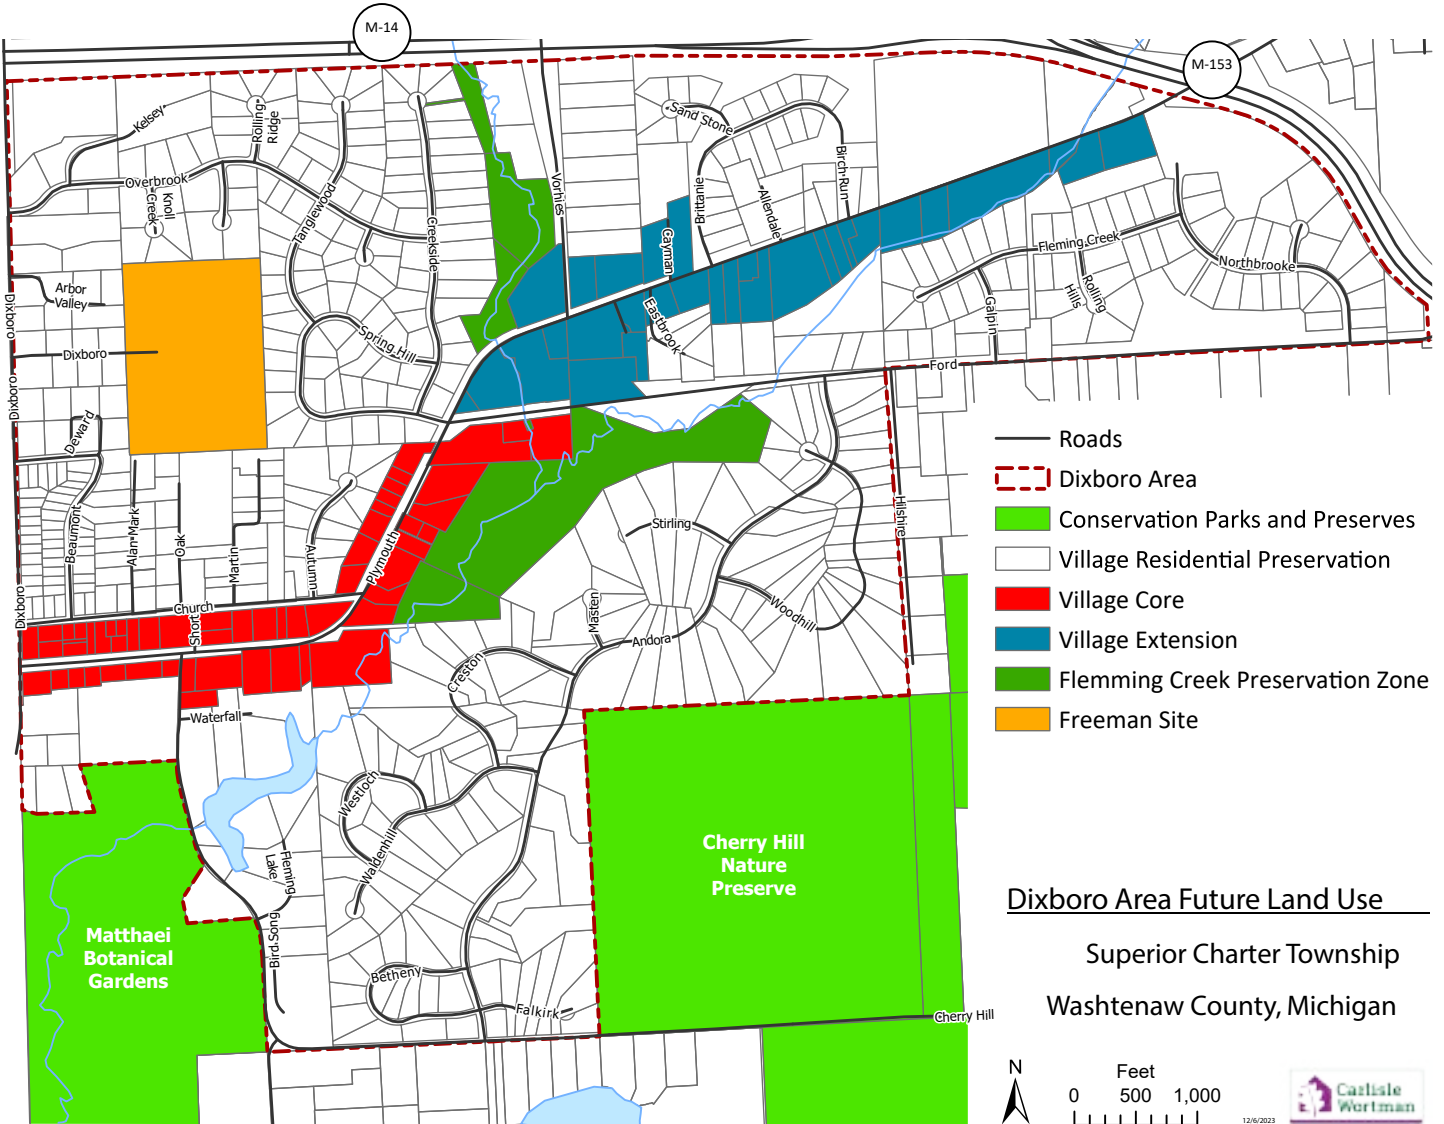 M-14
M-153
Kelsey
Rolling
Ridge
Sand Stone
Overbrook
Knoll
Creek
Tanglewood
Creekside
Vorhies
Brittanie
Birch Run
Allendale
Cayman
Arbor
Valley
Dixboro
Dixboro
Spring Hill
Eastbrook
Fleming Creek
Northbrooke
Rolling
Hills
Galpin
Ford
Dixboro
Deward
Beaumont
Alan Mark
Oak
Martin
Autumn
Plymouth
Stirling
Hilshire
Dixboro
Church
Short
Masten
Andora
Woodhill
Creston
Waterfall
Westloch
Waldenhill
Fleming
Lake
Bird Song
Betheny
Falkirk
Cherry Hill
Matthaei
Botanical
Gardens
Cherry Hill
Nature
Preserve
Roads
Dixboro Area
Conservation Parks and Preserves
Village Residential Preservation
Village Core
Village Extension
Flemming Creek Preservation Zone
Freeman Site
Dixboro Area Future Land Use
Superior Charter Township
Washtenaw County, Michigan
N
Feet
0 500 1,000
12/6/2023
Carlisle
Wortman